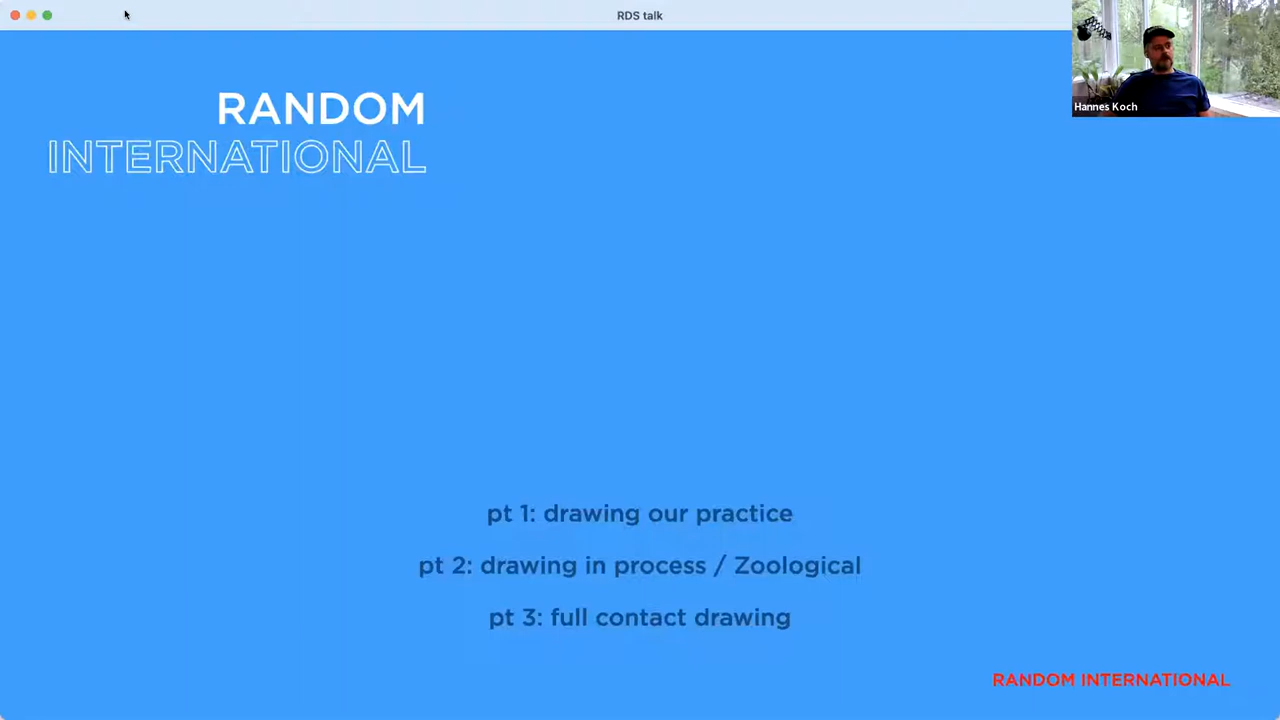 RDS talk
RANDOM
INTERNATIONAL
Hannes Koch
pt 1: drawing our practice
pt 2: drawing in process / Zoological
pt 3: full contact drawing
RANDOM INTERNATIONAL